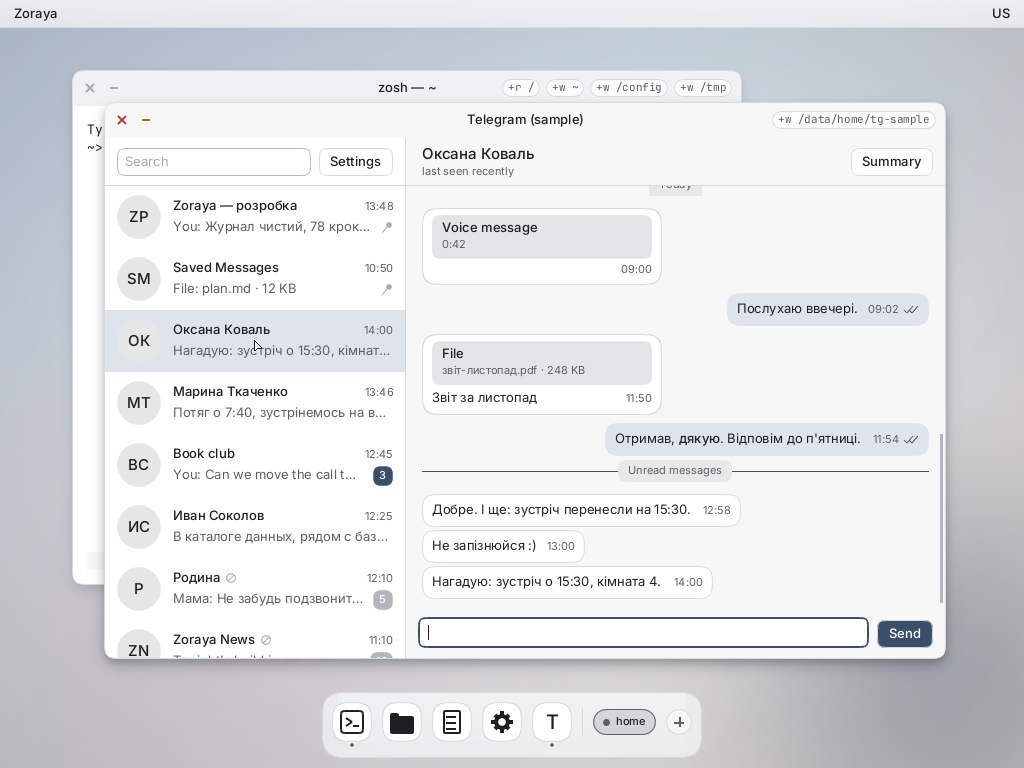 Zoraya
US
zosh — ~
+r /
+w ~
+w /config
+w /tmp
Ty
~>
Telegram (sample)
+w /data/home/tg-sample
Search
Settings
Оксана Коваль
last seen recently
Summary
ZP
Zoraya — розробка
13:48
You: Журнал чистий, 78 крок…
SM
Saved Messages
10:50
File: plan.md · 12 KB
ОК
Оксана Коваль
14:00
Нагадую: зустріч о 15:30, кімнат…
МТ
Марина Ткаченко
13:46
Потяг о 7:40, зустрінемось на в…
BC
Book club
12:45
You: Can we move the call t…
3
ИС
Иван Соколов
12:25
В каталоге данных, рядом с баз…
Р
Родина
12:10
Мама: Не забудь подзвонит…
5
ZN
Zoraya News
11:10
Today
Voice message
0:42
09:00
Послухаю ввечері. 09:02
File
звіт-листопад.pdf · 248 KB
Звіт за листопад 11:50
Отримав, дякую. Відповім до п'ятниці. 11:54
Unread messages
Добре. І ще: зустріч перенесли на 15:30. 12:58
Не запізнюйся :) 13:00
Нагадую: зустріч о 15:30, кімната 4. 14:00
Send
T
home